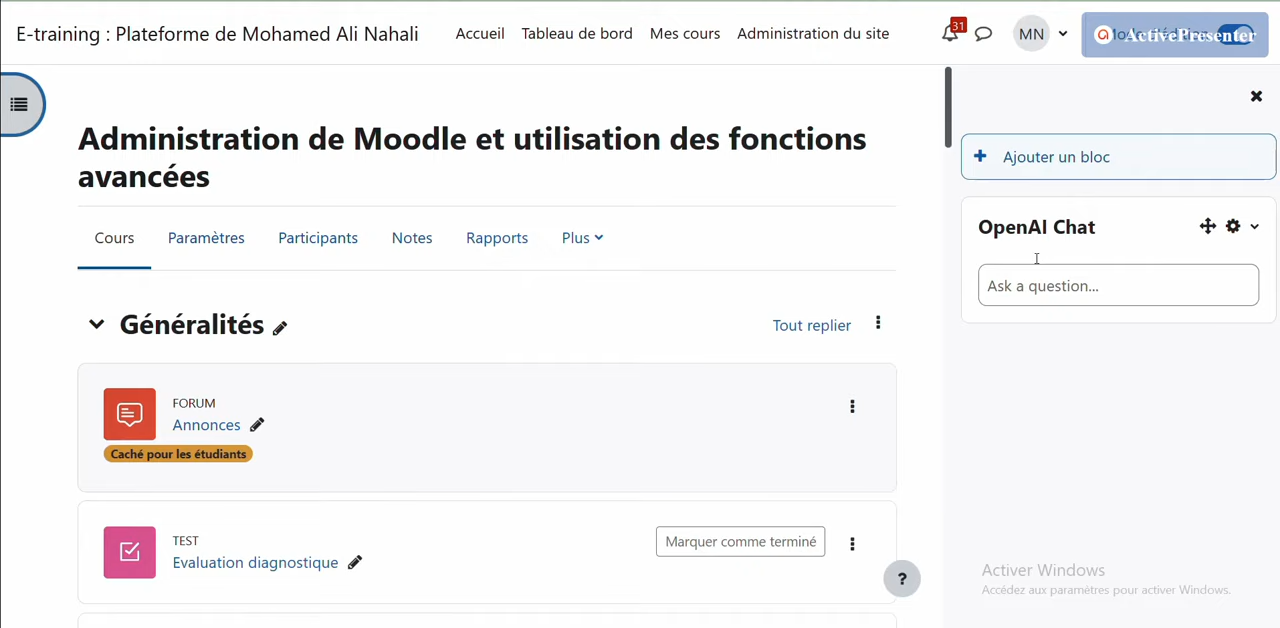 E-training : Plateforme de Mohamed Ali Nahali
Accueil
Tableau de bord
Mes cours
Administration du site
31
MN
ActivePresenter
Administration de Moodle et utilisation des fonctions
avancées
Cours
Paramètres
Participants
Notes
Rapports
Plus
Généralités
Tout replier
FORUM
Annonces
Caché pour les étudiants
TEST
Evaluation diagnostique
Marquer comme terminé
?
Ajouter un bloc
OpenAI Chat
Ask a question...
Activer Windows
Accédez aux paramètres pour activer Windows.